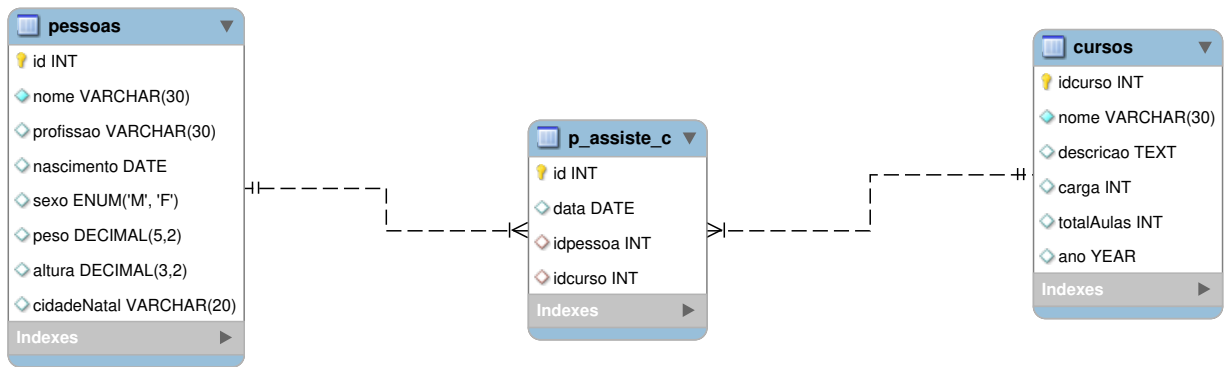 pessoas
id INT
nome VARCHAR(30)
profissao VARCHAR(30)
nascimento DATE
sexo ENUM('M', 'F')
peso DECIMAL(5,2)
altura DECIMAL(3,2)
cidadeNatal VARCHAR(20)
Indexes
p_assiste_c
id INT
data DATE
idpessoa INT
idcurso INT
Indexes
cursos
idcurso INT
nome VARCHAR(30)
descricao TEXT
carga INT
totalAulas INT
ano YEAR
Indexes